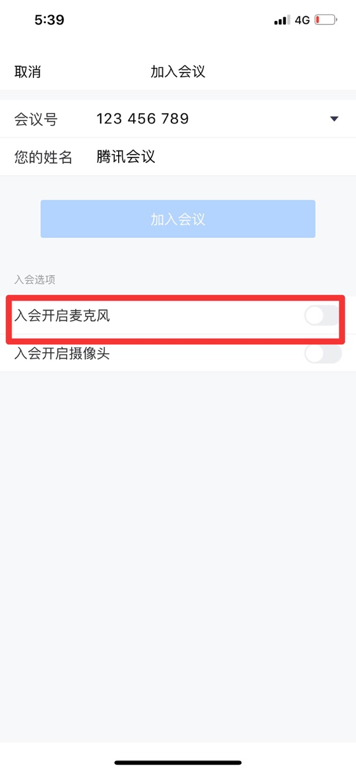 5:39 4G
取消 加入会议
会议号 123 456 789
您的姓名 腾讯会议
加入会议
入会选项
入会开启麦克风
入会开启摄像头